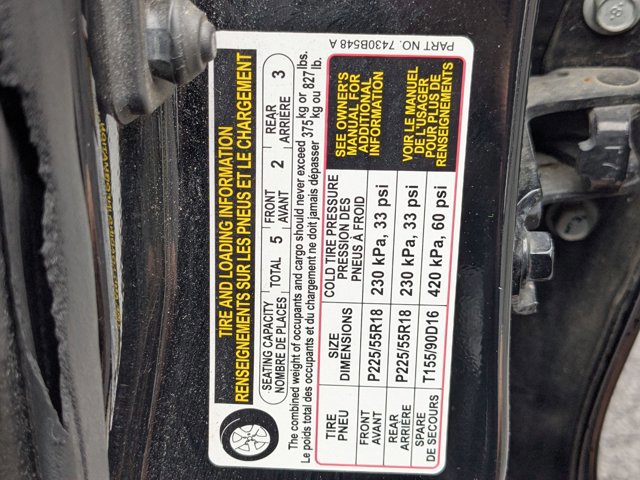 TIRE AND LOADING INFORMATION
RENSEIGNEMENTS SUR LES PNEUS ET LE CHARGEMENT
SEATING CAPACITY TOTAL 5 FRONT 2 REAR 3
NOMBRE DE PLACES AVANT ARRIÈRE
The combined weight of occupants and cargo should never exceed 375 kg or 827 lbs.
Le poids total des occupants et du chargement ne doit jamais dépasser 375 kg ou 827 lb.
TIRE SIZE COLD TIRE PRESSURE
PNEU DIMENSIONS PRESSION DES
PNEUS À FROID
FRONT P225/55R18 230 kPa, 33 psi
AVANT
REAR P225/55R18 230 kPa, 33 psi
ARRIÈRE
SPARE T155/90D16 420 kPa, 60 psi
DE SECOURS
SEE OWNER'S
MANUAL FOR
ADDITIONAL
INFORMATION
VOIR LE MANUEL
DE L'USAGER
POUR PLUS DE
RENSEIGNEMENTS
PART NO. 7430B548 A